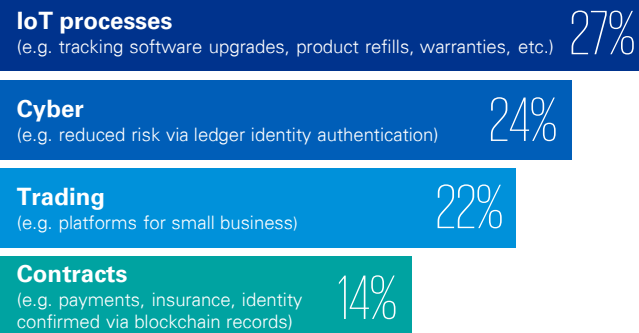 IoT processes
(e.g. tracking software upgrades, product refills, warranties, etc.) 27%
Cyber
(e.g. reduced risk via ledger identity authentication) 24%
Trading
(e.g. platforms for small business) 22%
Contracts
(e.g. payments, insurance, identity
confirmed via blockchain records) 14%